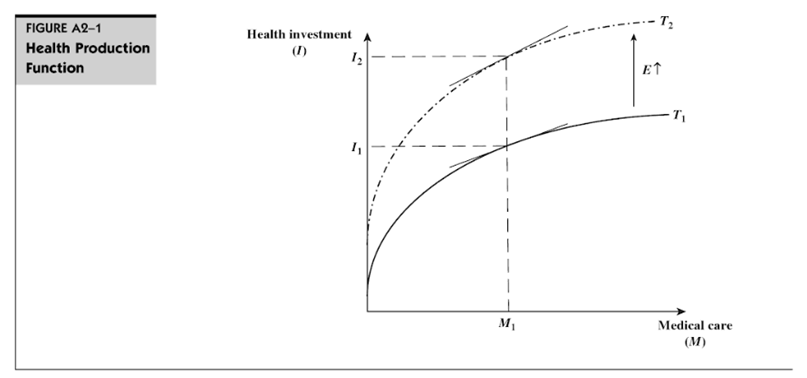 FIGURE A2–1
Health Production
Function
Health investment
(I)
I₂
I₁
T₂
E↑
T₁
M₁
Medical care
(M)